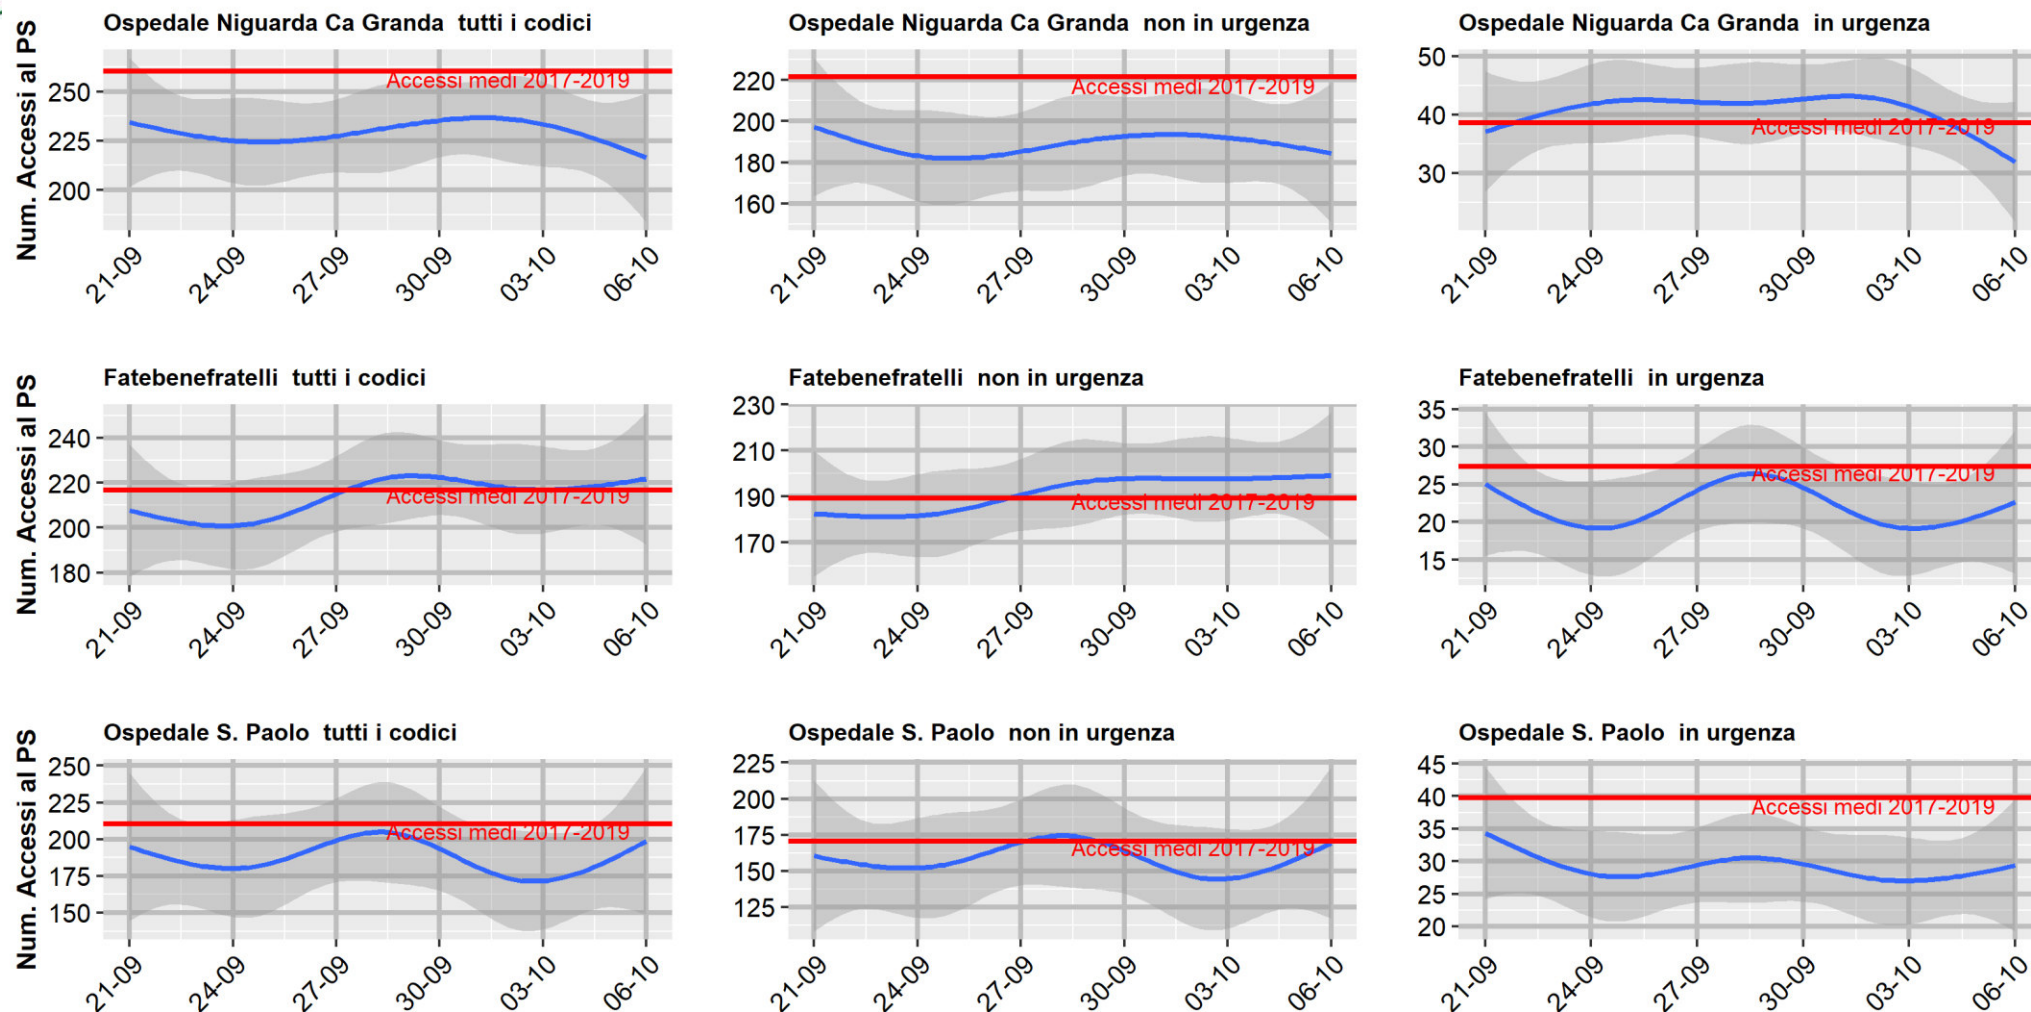 Ospedale Niguarda Ca Granda  tutti i codici
Num. Accessi al PS
250
225
200
Accessi medi 2017-2019
21-09 24-09 27-09 30-09 03-10 06-10
Ospedale Niguarda Ca Granda  non in urgenza
220
200
180
160
Accessi medi 2017-2019
21-09 24-09 27-09 30-09 03-10 06-10
Ospedale Niguarda Ca Granda  in urgenza
50
40
30
Accessi medi 2017-2019
21-09 24-09 27-09 30-09 03-10 06-10
Fatebenefratelli  tutti i codici
Num. Accessi al PS
240
220
200
180
Accessi medi 2017-2019
21-09 24-09 27-09 30-09 03-10 06-10
Fatebenefratelli  non in urgenza
230
210
190
170
Accessi medi 2017-2019
21-09 24-09 27-09 30-09 03-10 06-10
Fatebenefratelli  in urgenza
35
30
25
20
15
Accessi medi 2017-2019
21-09 24-09 27-09 30-09 03-10 06-10
Ospedale S. Paolo  tutti i codici
Num. Accessi al PS
250
225
200
175
150
Accessi medi 2017-2019
21-09 24-09 27-09 30-09 03-10 06-10
Ospedale S. Paolo  non in urgenza
225
200
175
150
125
Accessi medi 2017-2019
21-09 24-09 27-09 30-09 03-10 06-10
Ospedale S. Paolo  in urgenza
45
40
35
30
25
20
Accessi medi 2017-2019
21-09 24-09 27-09 30-09 03-10 06-10